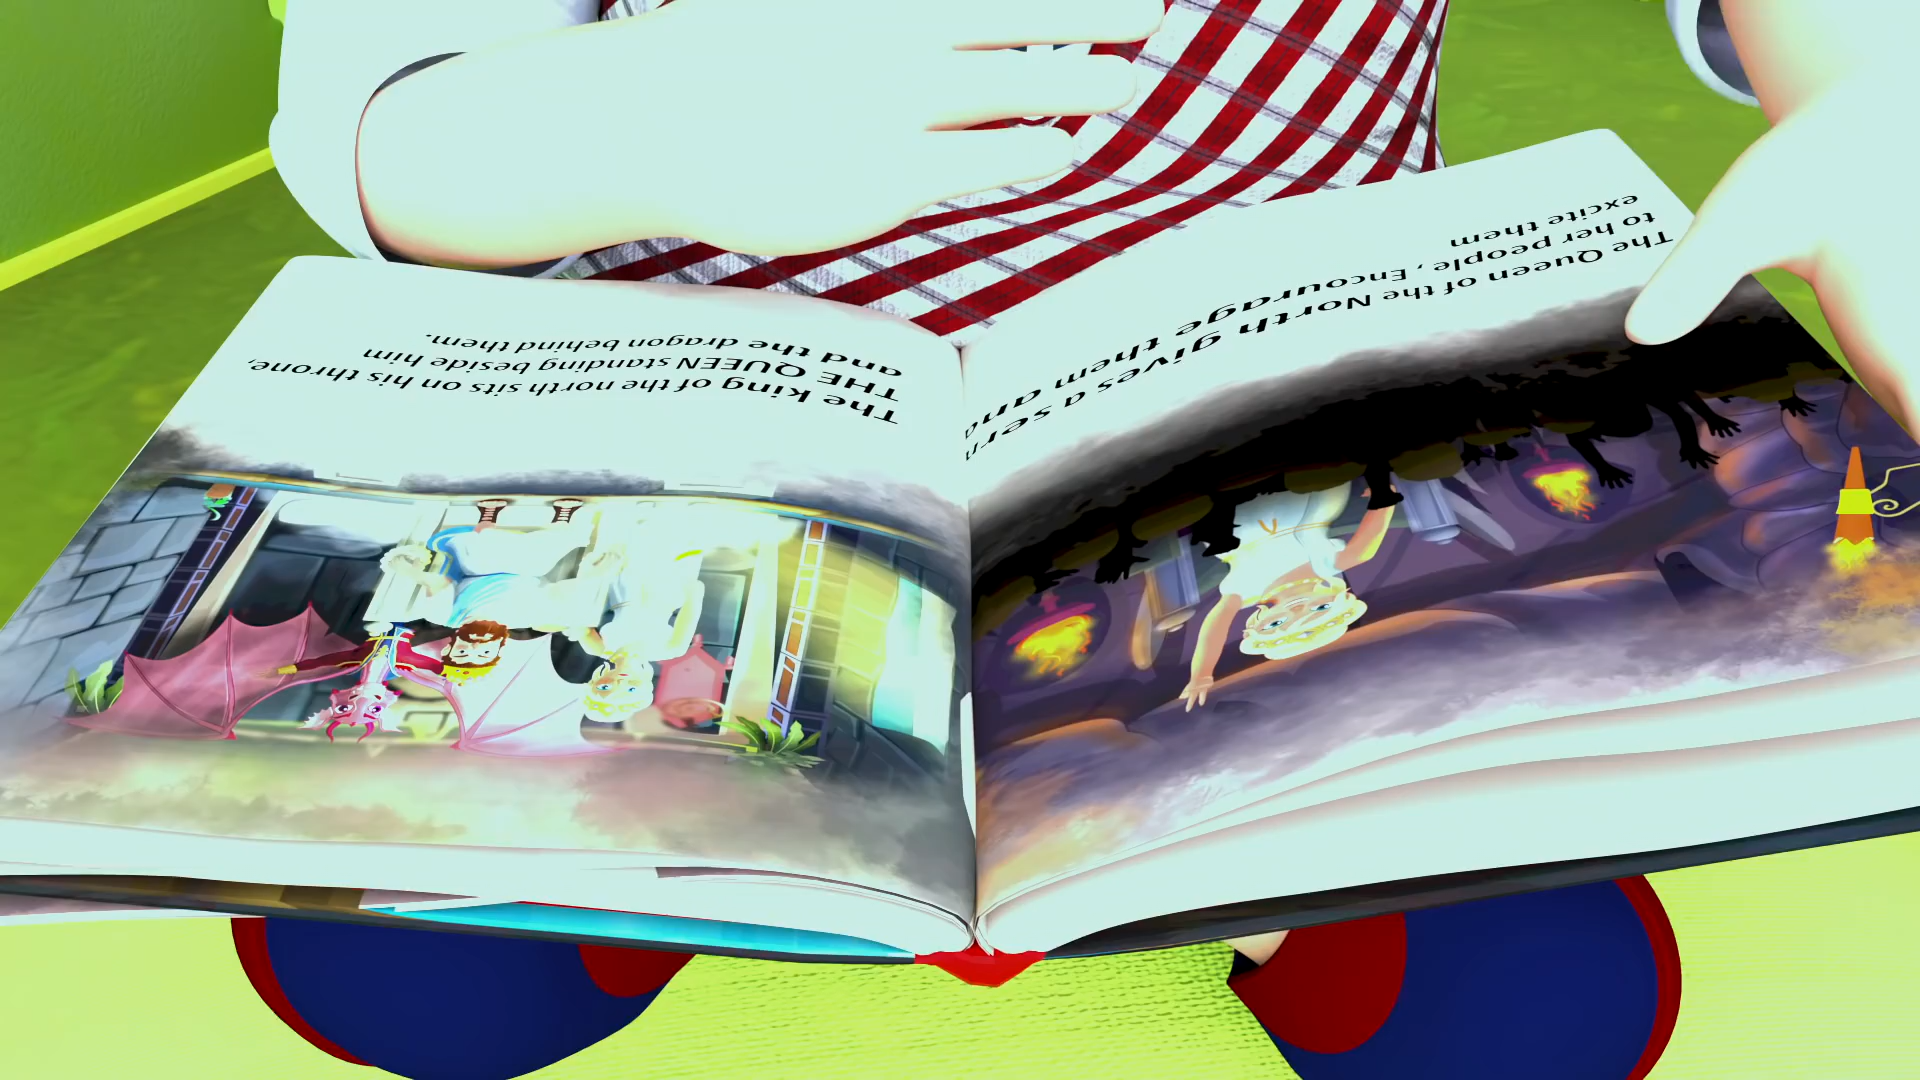 The Queen of the North gives a
to her people , Encourage them and
excite them
The king of the north sits on his throne,
THE QUEEN standing beside him
and the dragon behind them.